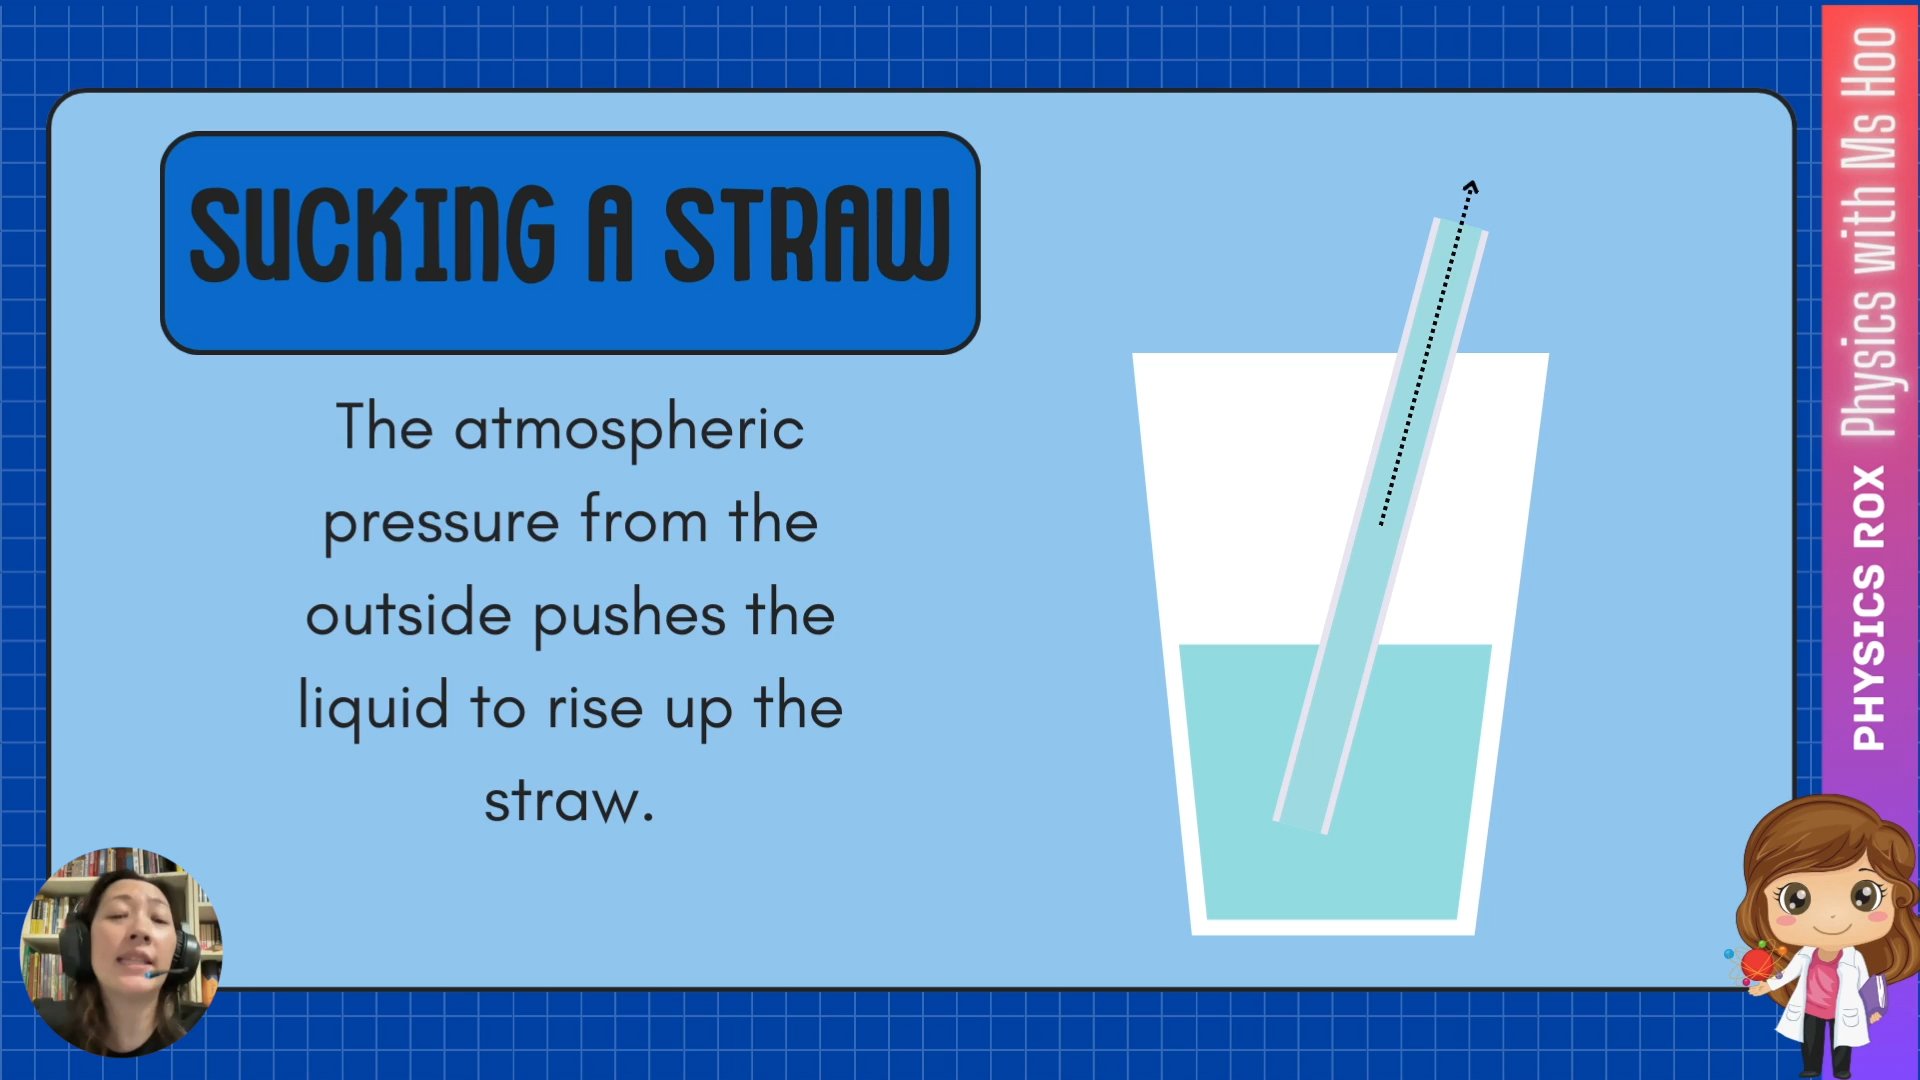 SUCKING A STRAW
The atmospheric
pressure from the
outside pushes the
liquid to rise up the
straw.
PHYSICS ROX Physics with Ms Hoo